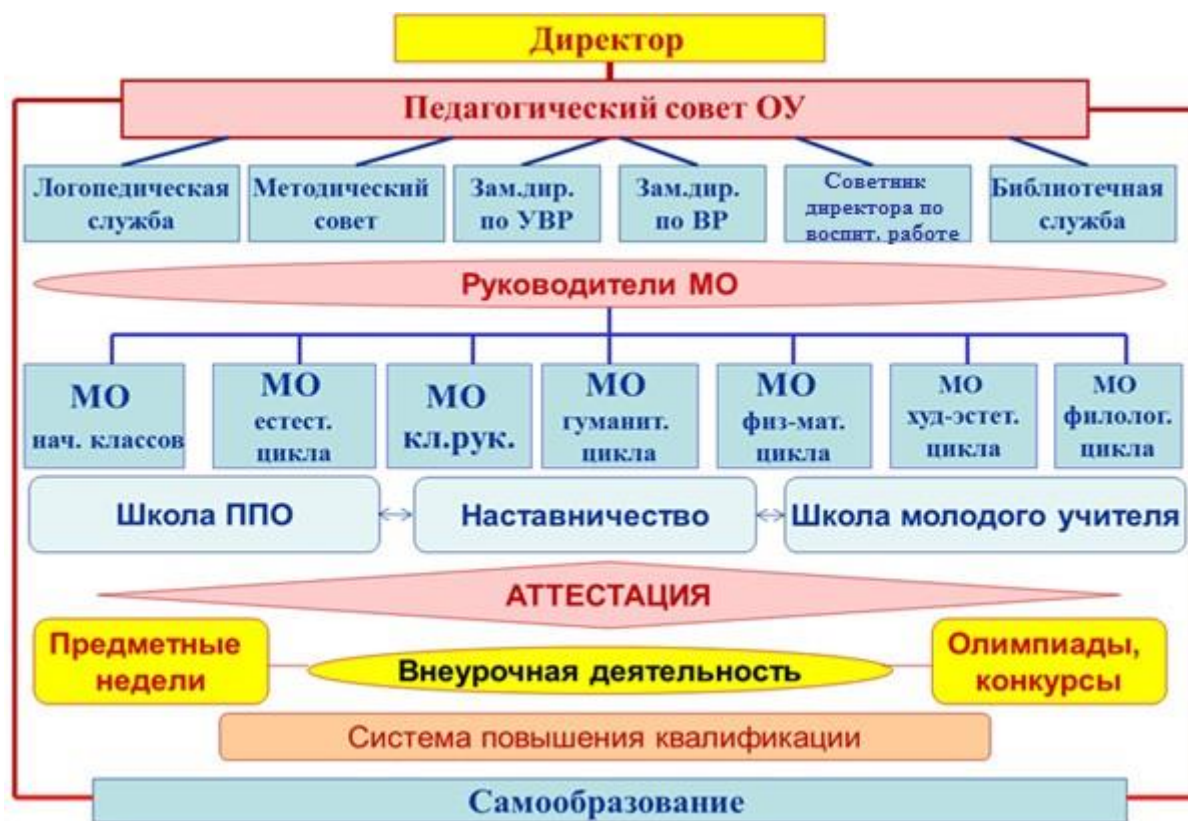 Директор
Педагогический совет ОУ
Логопедическая
служба
Методический
совет
Зам.дир.
по УВР
Зам.дир.
по ВР
Советник
директора по
воспит. работе
Библиотечная
служба
Руководители МО
МО
нач. классов
МО
естест.
цикла
МО
кл.рук.
МО
гуманит.
цикла
МО
физ-мат.
цикла
МО
худ-эстет.
цикла
МО
филолог.
цикла
Школа ППО
Наставничество
Школа молодого учителя
АТТЕСТАЦИЯ
Предметные
недели
Внеурочная деятельность
Олимпиады,
конкурсы
Система повышения квалификации
Самообразование